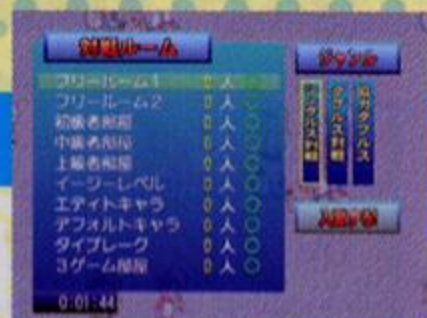 対戦ルーム
フリールーム1 0人○
フリールーム2 0人○
初級者部屋 0人○
中級者部屋 0人○
上級者部屋 0人○
イージーレベル 0人○
エディトキャラ 0人○
デフォルトキャラ 0人○
タイブレーク 0人○
3ゲーム部屋 0人○
0:01:44
ジャンル
シングルス対戦
ダブルス対戦
協力ダブルス
入室する